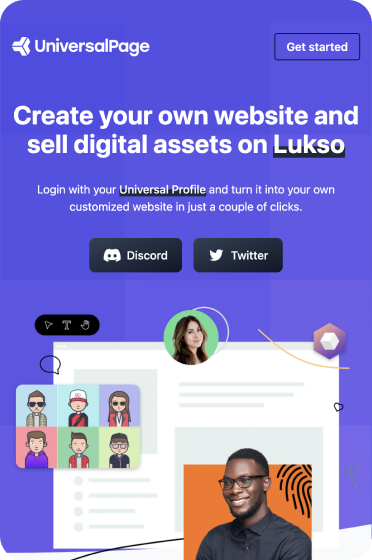 UniversalPage
Get started
Create your own website and
sell digital assets on Lukso
Login with your Universal Profile and turn it into your own
customized website in just a couple of clicks.
Discord
Twitter
T